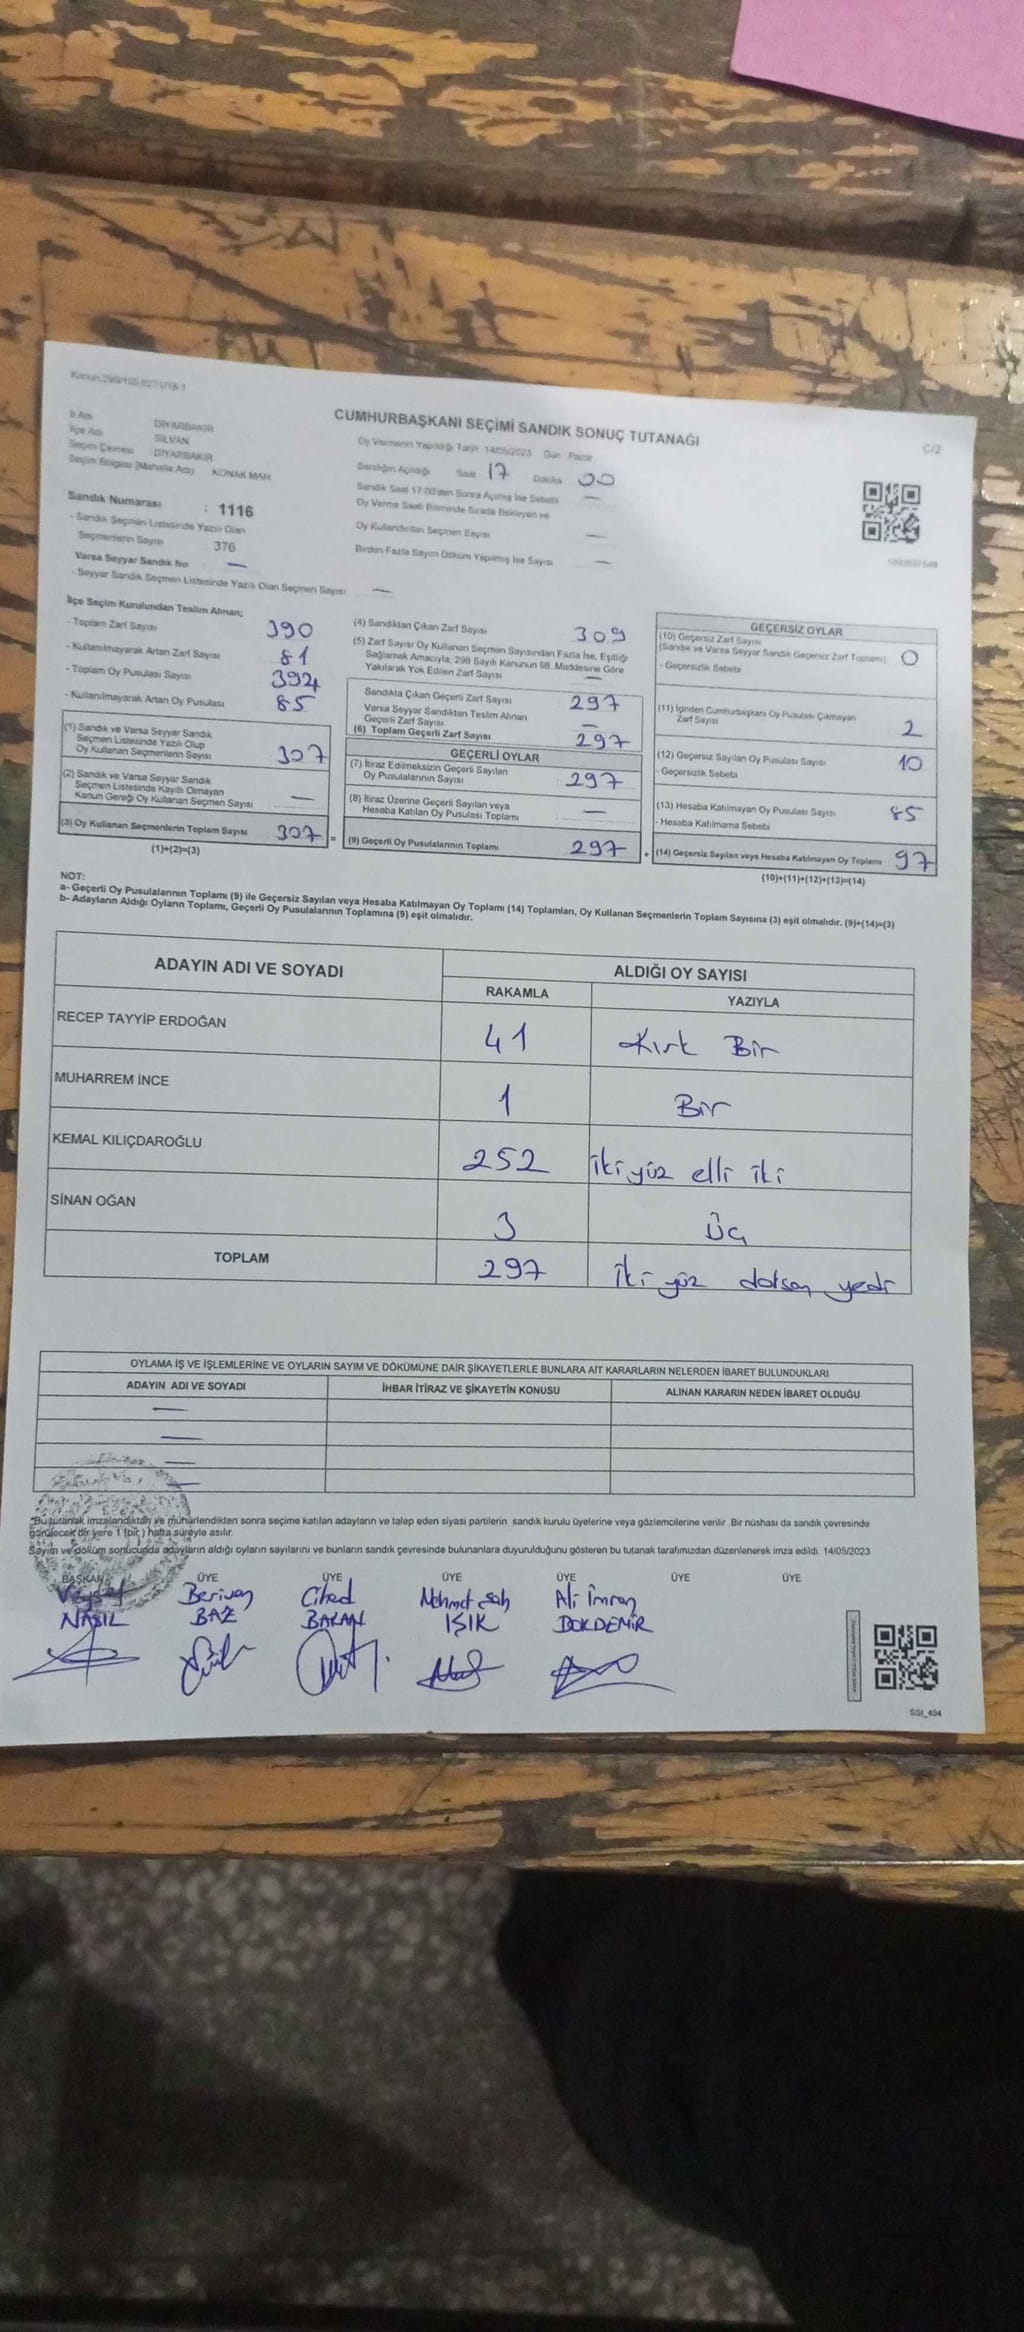 CUMHURBAŞKANI SEÇİMİ SANDIK SONUÇ TUTANAĞI
C/2
İl Adı DİYARBAKIR
İlçe Adı SİLVAN
Seçim Çevresi DİYARBAKIR
Seçim Bölgesi (Mahalle Adı) KONAK MAH
Oy Vermenin Yapıldığı Tarih 14/05/2023 Gün Pazar
Sandığın Açıldığı Saat 17 Dakika 00
Sandık Saat 17:00'den Sonra Açılmış İse Sebebi —
Oy Verme Saati Bitiminde Sırada Bekleyen ve
Oy Kullandırılan Seçmen Sayısı —
Birden Fazla Sayım Döküm Yapılmış İse Sayısı —
Sandık Numarası : 1116
- Sandık Seçmen Listesinde Yazılı Olan
Seçmenlerin Sayısı 376
Varsa Seyyar Sandık No —
- Seyyar Sandık Seçmen Listesinde Yazılı Olan Seçmen Sayısı —
İlçe Seçim Kurulundan Teslim Alınan;
- Toplam Zarf Sayısı 390
- Kullanılmayarak Artan Zarf Sayısı 81
- Toplam Oy Pusulası Sayısı 392
- Kullanılmayarak Artan Oy Pusulası 85
(1) Sandık ve Varsa Seyyar Sandık
Seçmen Listesinde Yazılı Olup
Oy Kullanan Seçmenlerin Sayısı 307
(2) Sandık ve Varsa Seyyar Sandık
Seçmen Listesinde Kayıtlı Olmayan
Kanun Gereği Oy Kullanan Seçmen Sayısı —
(3) Oy Kullanan Seçmenlerin Toplam Sayısı 307 =
(1)+(2)=(3)
(4) Sandıktan Çıkan Zarf Sayısı 309
(5) Zarf Sayısı Oy Kullanan Seçmen Sayısından Fazla İse, Eşitliği
Sağlamak Amacıyla; 298 Sayılı Kanunun 98. Maddesine Göre
Yakılarak Yok Edilen Zarf Sayısı —
Sandıkta Çıkan Geçerli Zarf Sayısı 297
Varsa Seyyar Sandıktan Teslim Alınan
Geçerli Zarf Sayısı —
(6) Toplam Geçerli Zarf Sayısı 297
GEÇERLİ OYLAR
(7) İtiraz Edilmeksizin Geçerli Sayılan
Oy Pusulalarının Sayısı 297
(8) İtiraz Üzerine Geçerli Sayılan veya
Hesaba Katılan Oy Pusulası Toplamı —
(9) Geçerli Oy Pusulalarının Toplamı 297 +
GEÇERSİZ OYLAR
(10) Geçersiz Zarf Sayısı
(Sandık ve Varsa Seyyar Sandık Geçersiz Zarf Toplamı) 0
- Geçersizlik Sebebi
(11) İçinden Cumhurbaşkanı Oy Pusulası Çıkmayan
Zarf Sayısı 2
(12) Geçersiz Sayılan Oy Pusulası Sayısı 10
- Geçersizlik Sebebi
(13) Hesaba Katılmayan Oy Pusulası Sayısı 85
- Hesaba Katılmama Sebebi
(14) Geçersiz Sayılan veya Hesaba Katılmayan Oy Toplamı 97
(10)+(11)+(12)+(13)=(14)
NOT:
a- Geçerli Oy Pusulalarının Toplamı (9) ile Geçersiz Sayılan veya Hesaba Katılmayan Oy Toplamı (14) Toplamları, Oy Kullanan Seçmenlerin Toplam Sayısına (3) eşit olmalıdır. (9)+(14)=(3)
b- Adayların Aldığı Oyların Toplamı, Geçerli Oy Pusulalarının Toplamına (9) eşit olmalıdır.
ADAYIN ADI VE SOYADI ALDIĞI OY SAYISI
RAKAMLA YAZIYLA
RECEP TAYYİP ERDOĞAN 41 Kırk Bir
MUHARREM İNCE 1 Bir
KEMAL KILIÇDAROĞLU 252 iki yüz elli iki
SİNAN OĞAN 3 Üç
TOPLAM 297 iki yüz doksan yedi
OYLAMA İŞ VE İŞLEMLERİNE VE OYLARIN SAYIM VE DÖKÜMÜNE DAİR ŞİKAYETLERLE BUNLARA AİT KARARLARIN NELERDEN İBARET BULUNDUKLARI
ADAYIN ADI VE SOYADI İHBAR İTİRAZ VE ŞİKAYETİN KONUSU ALINAN KARARIN NEDEN İBARET OLDUĞU
—
—
—
—
"Bu tutanak imzalandıktan ve mühürlendikten sonra seçime katılan adayların ve talep eden siyasi partilerin sandık kurulu üyelerine veya gözlemcilerine verilir. Bir nüshası da sandık çevresinde
görülecek bir yere 1 (bir) hafta süreyle asılır.
Sayım ve döküm sonucunda adayların aldığı oyların sayılarını ve bunların sandık çevresinde bulunanlara duyurulduğunu gösteren bu tutanak tarafımızdan düzenlenerek imza edildi. 14/05/2023
BAŞKAN ÜYE ÜYE ÜYE ÜYE ÜYE ÜYE
Veysel Berivan Cihed Mehmet Şah Ali İmran
NASIL BAZ BAKAN IŞIK DOKDEMİR
SSI_404